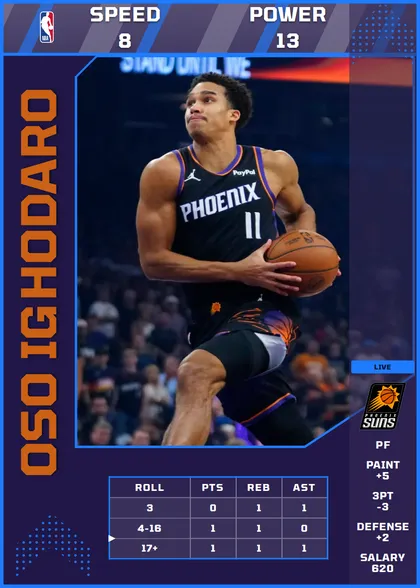 SPEED
8
POWER
13
NBA
STAND UNTIL WE
OSO IGHODARO
PayPal
PHOENIX
11
LIVE
PHOENIX
SUNS
PF
PAINT
+5
3PT
-3
DEFENSE
+2
SALARY
620
ROLL PTS REB AST
3 0 1 1
4-16 1 1 0
17+ 1 1 1